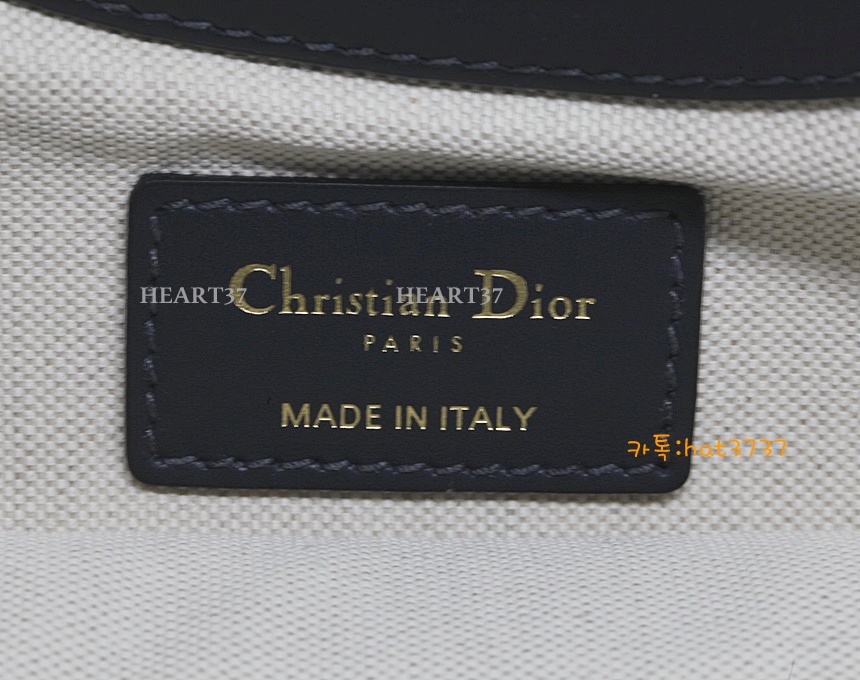 HEART37 HEART37
Christian Dior
PARIS
MADE IN ITALY
카톡:hat3737